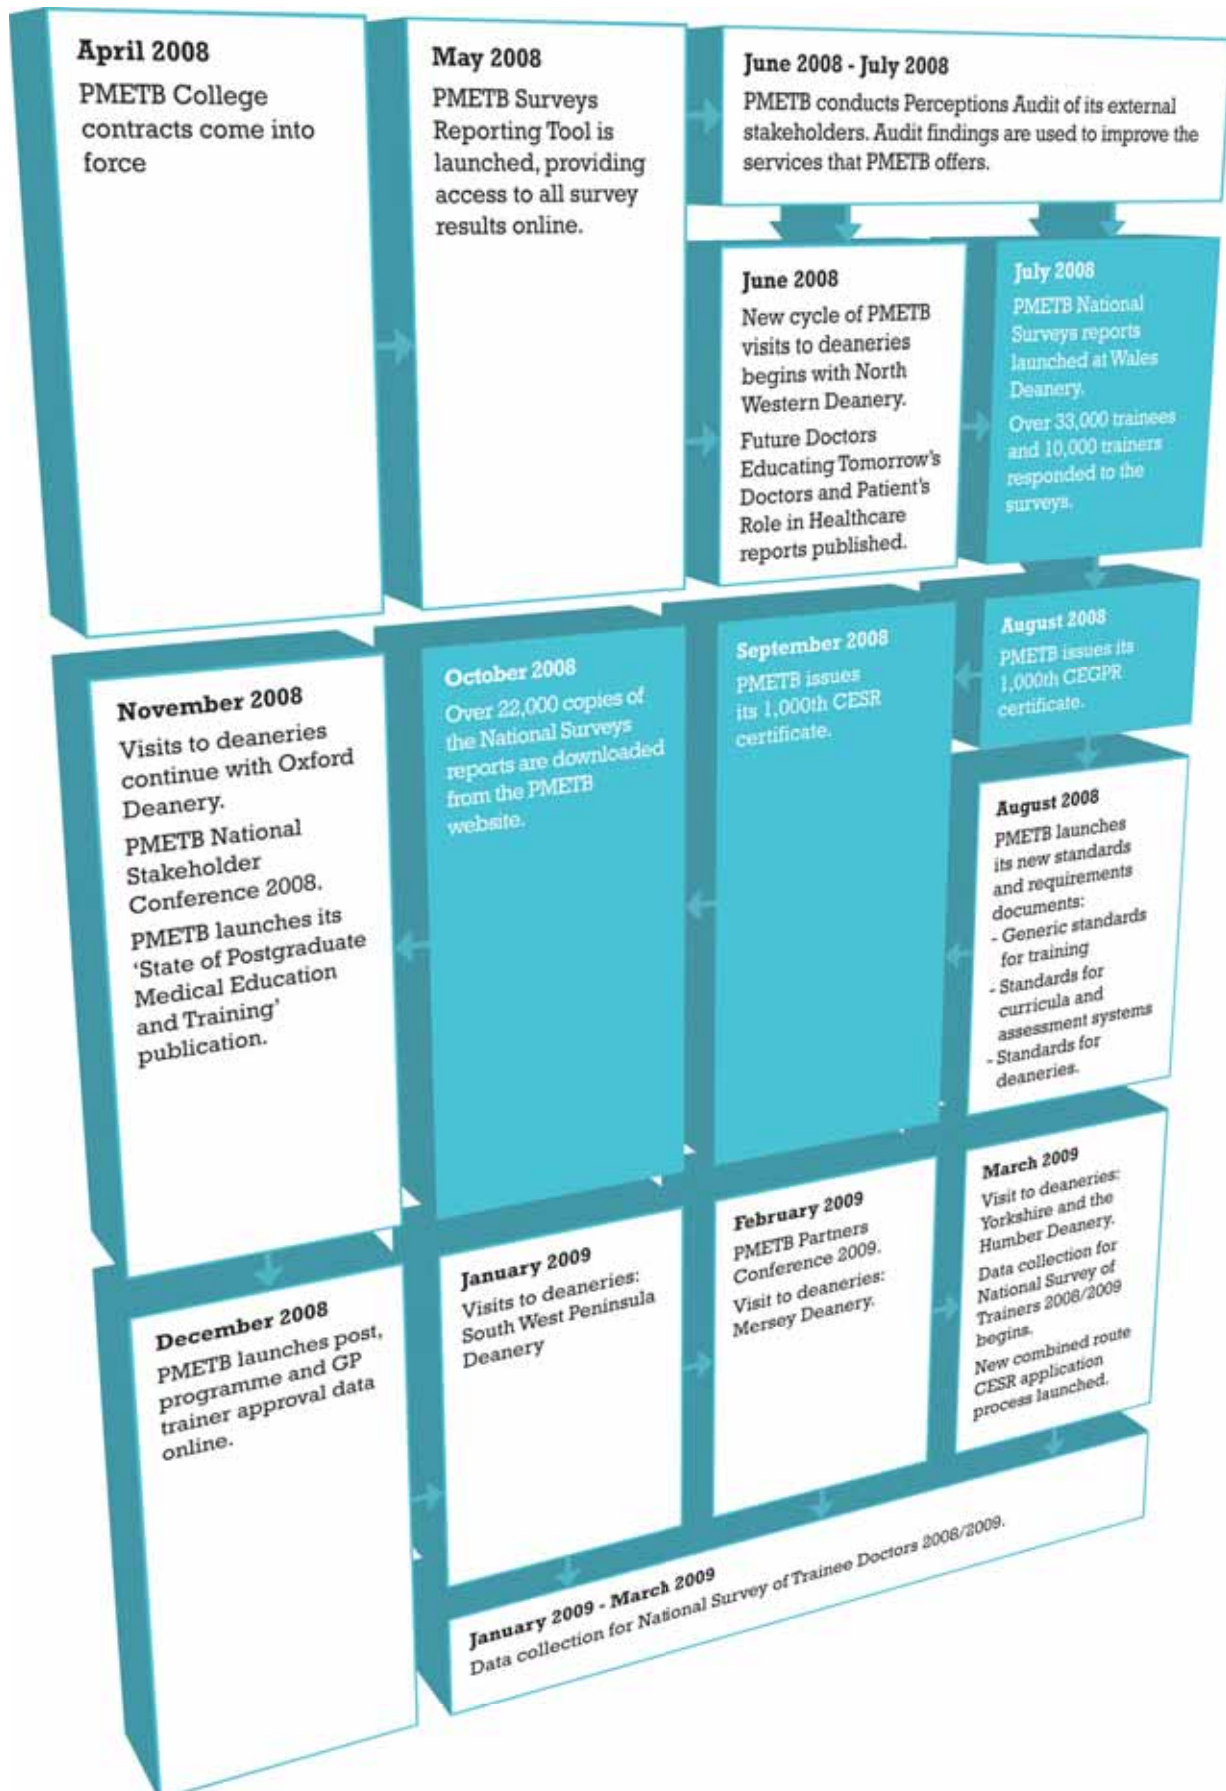 April 2008
PMETB College
contracts come into
force
May 2008
PMETB Surveys
Reporting Tool is
launched, providing
access to all survey
results online.
June 2008 - July 2008
PMETB conducts Perceptions Audit of its external
stakeholders. Audit findings are used to improve the
services that PMETB offers.
June 2008
New cycle of PMETB
visits to deaneries
begins with North
Western Deanery.
Future Doctors
Educating Tomorrow's
Doctors and Patient's
Role in Healthcare
reports published.
July 2008
PMETB National
Surveys reports
launched at Wales
Deanery.
Over 33,000 trainees
and 10,000 trainers
responded to the
surveys.
August 2008
PMETB issues its
1,000th CEGPR
certificate.
August 2008
PMETB launches
its new standards
and requirements
documents:
- Generic standards
for training
- Standards for
curricula and
assessment systems
- Standards for
deaneries.
September 2008
PMETB issues
its 1,000th CESR
certificate.
October 2008
Over 22,000 copies of
the National Surveys
reports are downloaded
from the PMETB
website.
November 2008
Visits to deaneries
continue with Oxford
Deanery.
PMETB National
Stakeholder
Conference 2008.
PMETB launches its
'State of Postgraduate
Medical Education
and Training'
publication.
December 2008
PMETB launches post,
programme and GP
trainer approval data
online.
January 2009
Visits to deaneries:
South West Peninsula
Deanery
February 2009
PMETB Partners
Conference 2009.
Visit to deaneries:
Mersey Deanery.
March 2009
Visit to deaneries:
Yorkshire and the
Humber Deanery.
Data collection for
National Survey of
Trainers 2008/2009
begins.
New combined route
CESR application
process launched.
January 2009 - March 2009
Data collection for National Survey of Trainee Doctors 2008/2009.